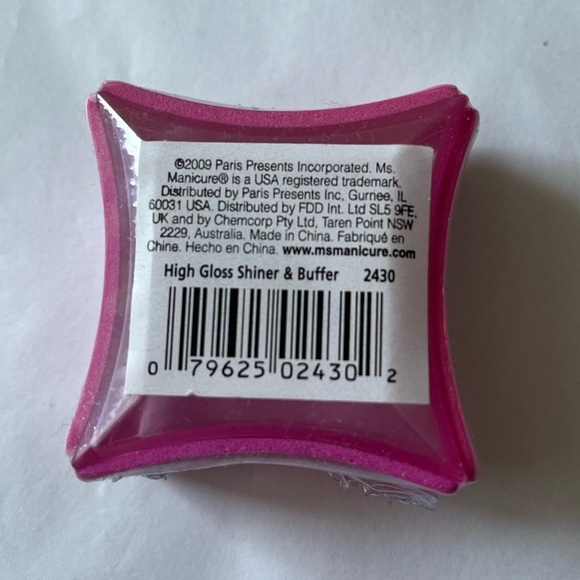 ©2009 Paris Presents Incorporated. Ms.
Manicure® is a USA registered trademark.
Distributed by Paris Presents Inc, Gurnee, IL
60031 USA. Distributed by FDD Int. Ltd SL5 9FE,
UK and by Chemcorp Pty Ltd, Taren Point NSW
2229, Australia. Made in China. Fabriqué en
Chine. Hecho en China. www.msmanicure.com
High Gloss Shiner & Buffer 2430
0 79625 02430 2